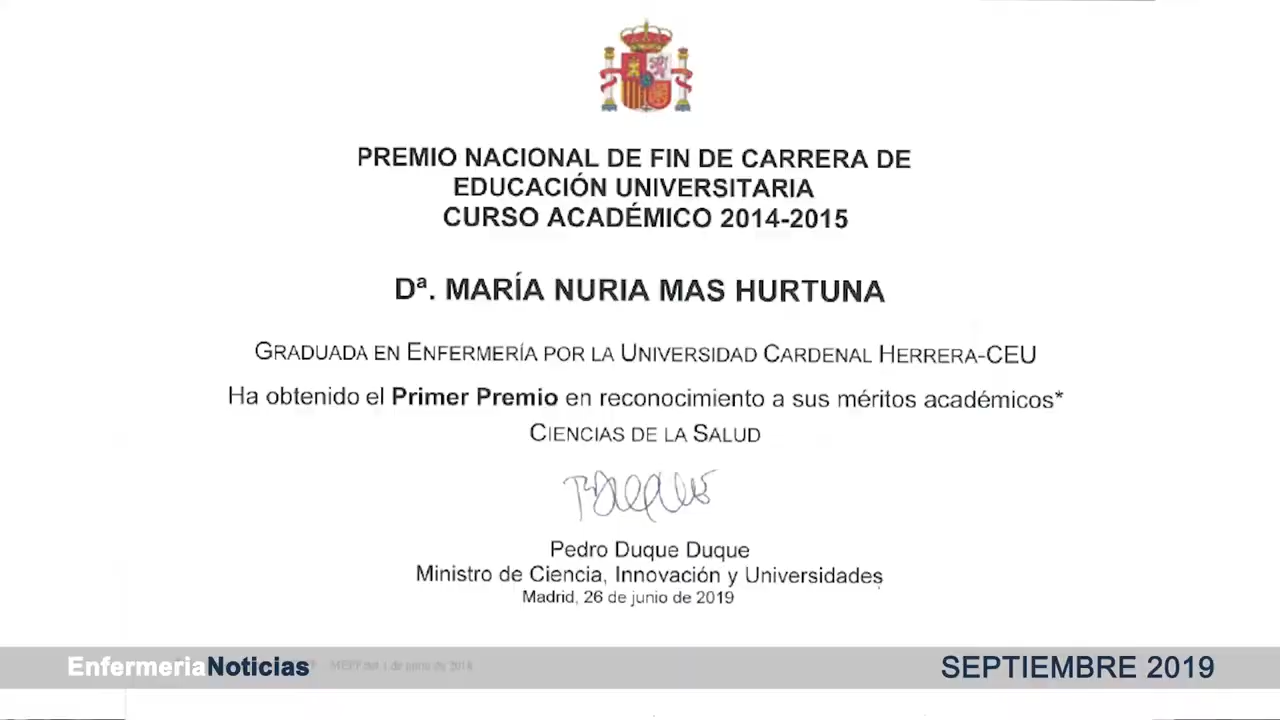 PREMIO NACIONAL DE FIN DE CARRERA DE
EDUCACIÓN UNIVERSITARIA
CURSO ACADÉMICO 2014-2015
Dª. MARÍA NURIA MAS HURTUNA
GRADUADA EN ENFERMERÍA POR LA UNIVERSIDAD CARDENAL HERRERA-CEU
Ha obtenido el Primer Premio en reconocimiento a sus méritos académicos*
CIENCIAS DE LA SALUD
Pedro Duque Duque
Ministro de Ciencia, Innovación y Universidades
Madrid, 26 de junio de 2019
EnfermeriaNoticias
SEPTIEMBRE 2019